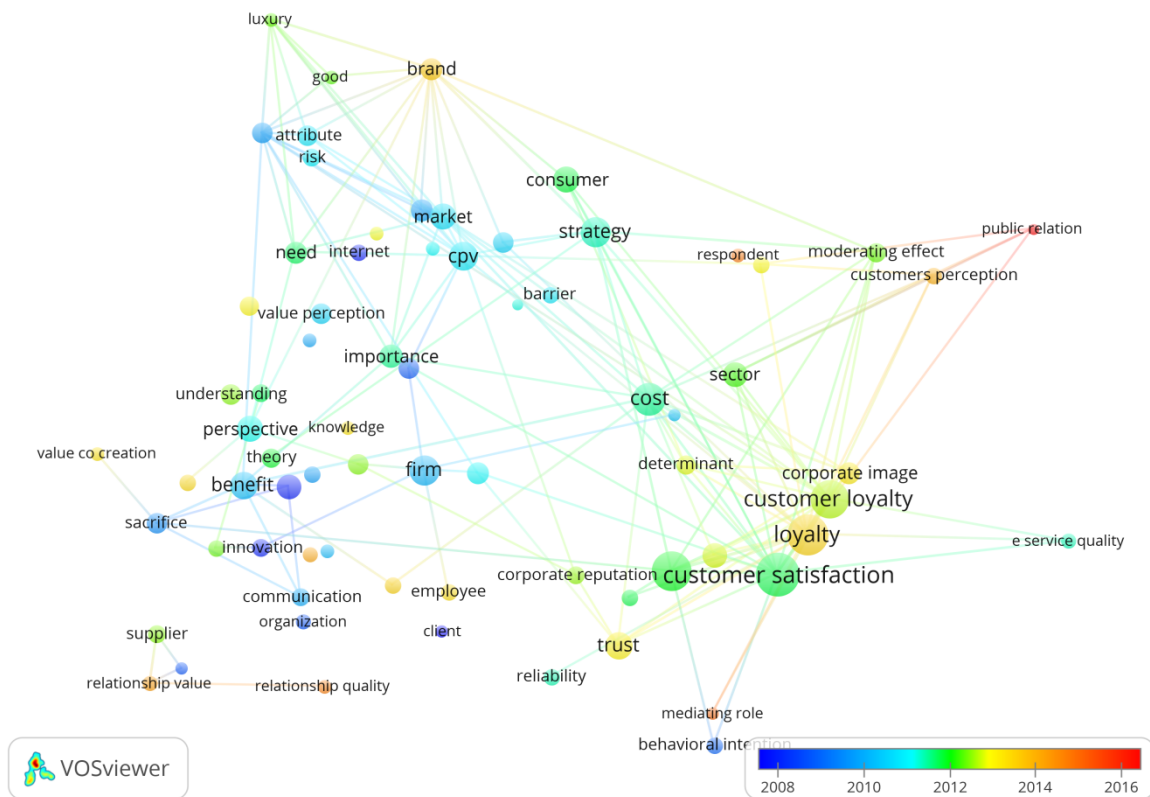 luxury
brand
good
attribute
risk
consumer
market
strategy
public relation
need
internet
cpv
respondent
moderating effect
customers perception
barrier
value perception
importance
sector
understanding
cost
perspective
knowledge
value co creation
theory
determinant
firm
corporate image
benefit
customer loyalty
sacrifice
loyalty
innovation
e service quality
corporate reputation
customer satisfaction
communication
employee
organization
client
supplier
trust
reliability
relationship value
relationship quality
mediating role
behavioral intention
VOSviewer
2008 2010 2012 2014 2016